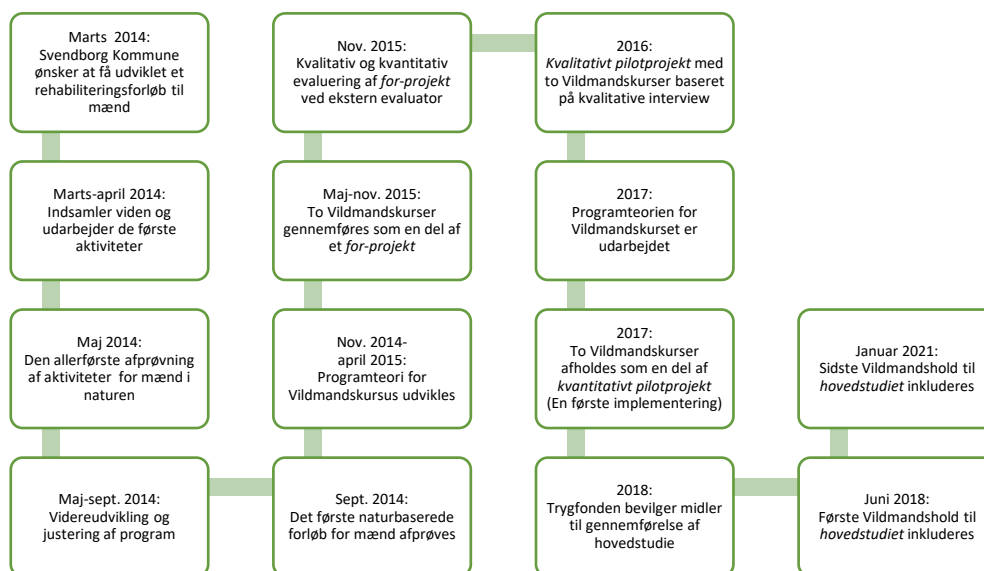 Marts 2014:
Svendborg Kommune
ønsker at få udviklet et
rehabiliteringsforløb til
mænd
Marts-april 2014:
Indsamler viden og
udarbejder de første
aktiviteter
Maj 2014:
Den allerførste afprøvning
af aktiviteter for mænd i
naturen
Maj-sept. 2014:
Videreudvikling og
justering af program
Sept. 2014:
Det første naturbaserede
forløb for mænd afprøves
Nov. 2014-
april 2015:
Programteori for
Vildmandskursus udvikles
Maj-nov. 2015:
To Vildmandskurser
gennemføres som en del af
et for-projekt
Nov. 2015:
Kvalitativ og kvantitativ
evaluering af for-projekt
ved ekstern evaluator
2016:
Kvalitativt pilotprojekt med
to Vildmandskurser baseret
på kvalitative interview
2017:
Programteorien for
Vildmandskurset er
udarbejdet
2017:
To Vildmandskurser
afholdes som en del af
kvantitativt pilotprojekt
(En første implementering)
2018:
Trygfonden bevilger midler
til gennemførelse af
hovedstudie
Juni 2018:
Første Vildmandshold til
hovedstudiet inkluderes
Januar 2021:
Sidste Vildmandshold til
hovedstudiet inkluderes